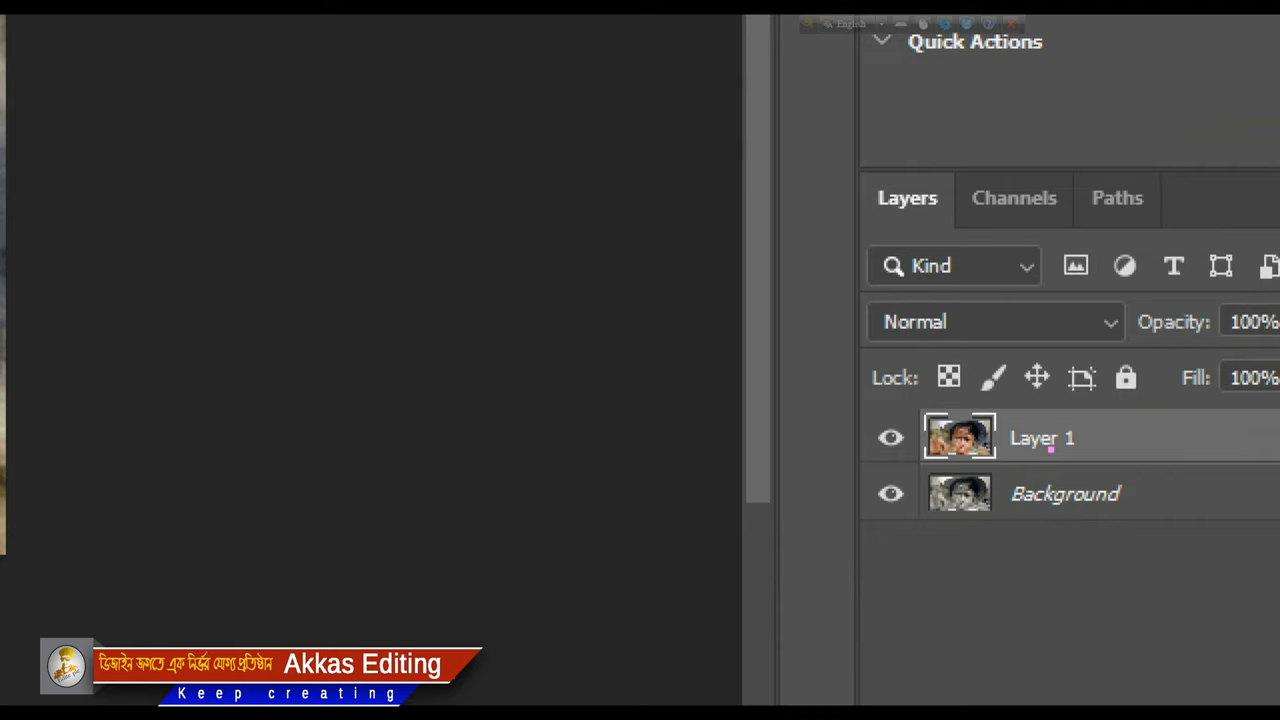 English
Quick Actions
Layers Channels Paths
Kind
Normal Opacity: 100%
Lock: Fill: 100%
Layer 1
Background
ডিজাইন জগতে এক নির্ভর যোগ্য প্রতিষ্ঠান Akkas Editing
Keep creating